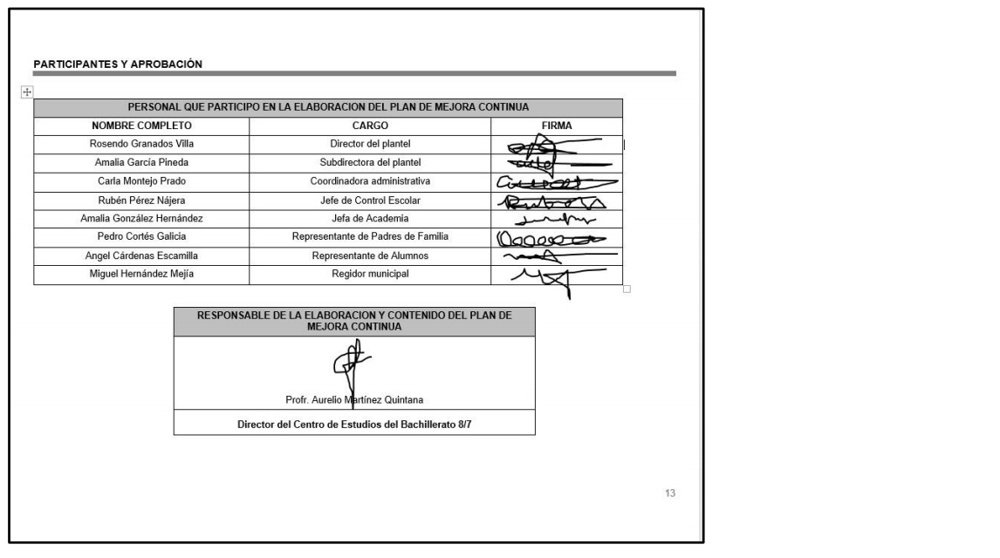 PARTICIPANTES Y APROBACIÓN
PERSONAL QUE PARTICIPO EN LA ELABORACION DEL PLAN DE MEJORA CONTINUA
NOMBRE COMPLETO CARGO FIRMA
Rosendo Granados Villa Director del plantel
Amalia García Pineda Subdirectora del plantel
Carla Montejo Prado Coordinadora administrativa
Rubén Pérez Nájera Jefe de Control Escolar
Amalia González Hernández Jefa de Academia
Pedro Cortés Galicia Representante de Padres de Familia
Angel Cárdenas Escamilla Representante de Alumnos
Miguel Hernández Mejía Regidor municipal
RESPONSABLE DE LA ELABORACION Y CONTENIDO DEL PLAN DE
MEJORA CONTINUA
Profr. Aurelio Martínez Quintana
Director del Centro de Estudios del Bachillerato 8/7
13